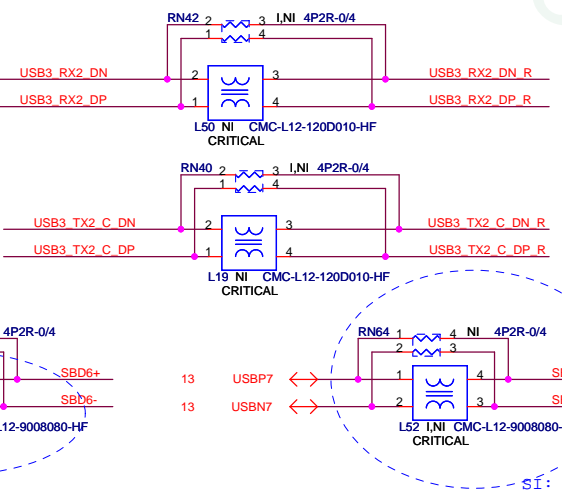 RN42 2 3 I,NI 4P2R-0/4
1 4
USB3_RX2_DN 2 3 USB3_RX2_DN_R
USB3_RX2_DP 1 4 USB3_RX2_DP_R
L50 NI CMC-L12-120D010-HF
CRITICAL
RN40 2 3 I,NI 4P2R-0/4
1 4
USB3_TX2_C_DN 2 3 USB3_TX2_C_DN_R
USB3_TX2_C_DP 1 4 USB3_TX2_C_DP_R
L19 NI CMC-L12-120D010-HF
CRITICAL
4P2R-0/4 RN64 1 4 NI 4P2R-0/4
2 3
SBD6+ 13 USBP7 1 4
SBD6- 13 USBN7 2 3
L12-9008080-HF L52 I,NI CMC-L12-9008080-
CRITICAL
SI: